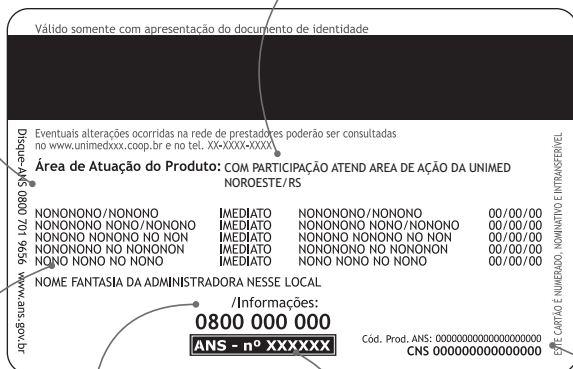 Válido somente com apresentação do documento de identidade
Eventuais alterações ocorridas na rede de prestadores poderão ser consultadas
no www.unimedxxx.coop.br e no tel. XX-XXXX-XXXX
Área de Atuação do Produto: COM PARTICIPAÇÃO ATEND AREA DE AÇÃO DA UNIMED
NOROESTE/RS
NONONONO/NONONO IMEDIATO NONONONO/NONONO 00/00/00
NONONONO NONO/NONONO IMEDIATO NONONONO NONO/NONONO 00/00/00
NONONO NONONO NO NON IMEDIATO NONONO NONONO NO NON 00/00/00
NONONONO NO NONONON IMEDIATO NONONONO NO NONONON 00/00/00
NONO NONO NO NONO IMEDIATO NONO NONO NO NONO 00/00/00
NOME FANTASIA DA ADMINISTRADORA NESSE LOCAL
/Informações:
0800 000 000
ANS - nº XXXXXX
Cód. Prod. ANS: 00000000000000000000
CNS 000000000000000
Disque-ANS 0800 701 9656 www.ans.gov.br
ESTE CARTÃO É NUMERADO, NOMINATIVO E INTRANSFERÍVEL